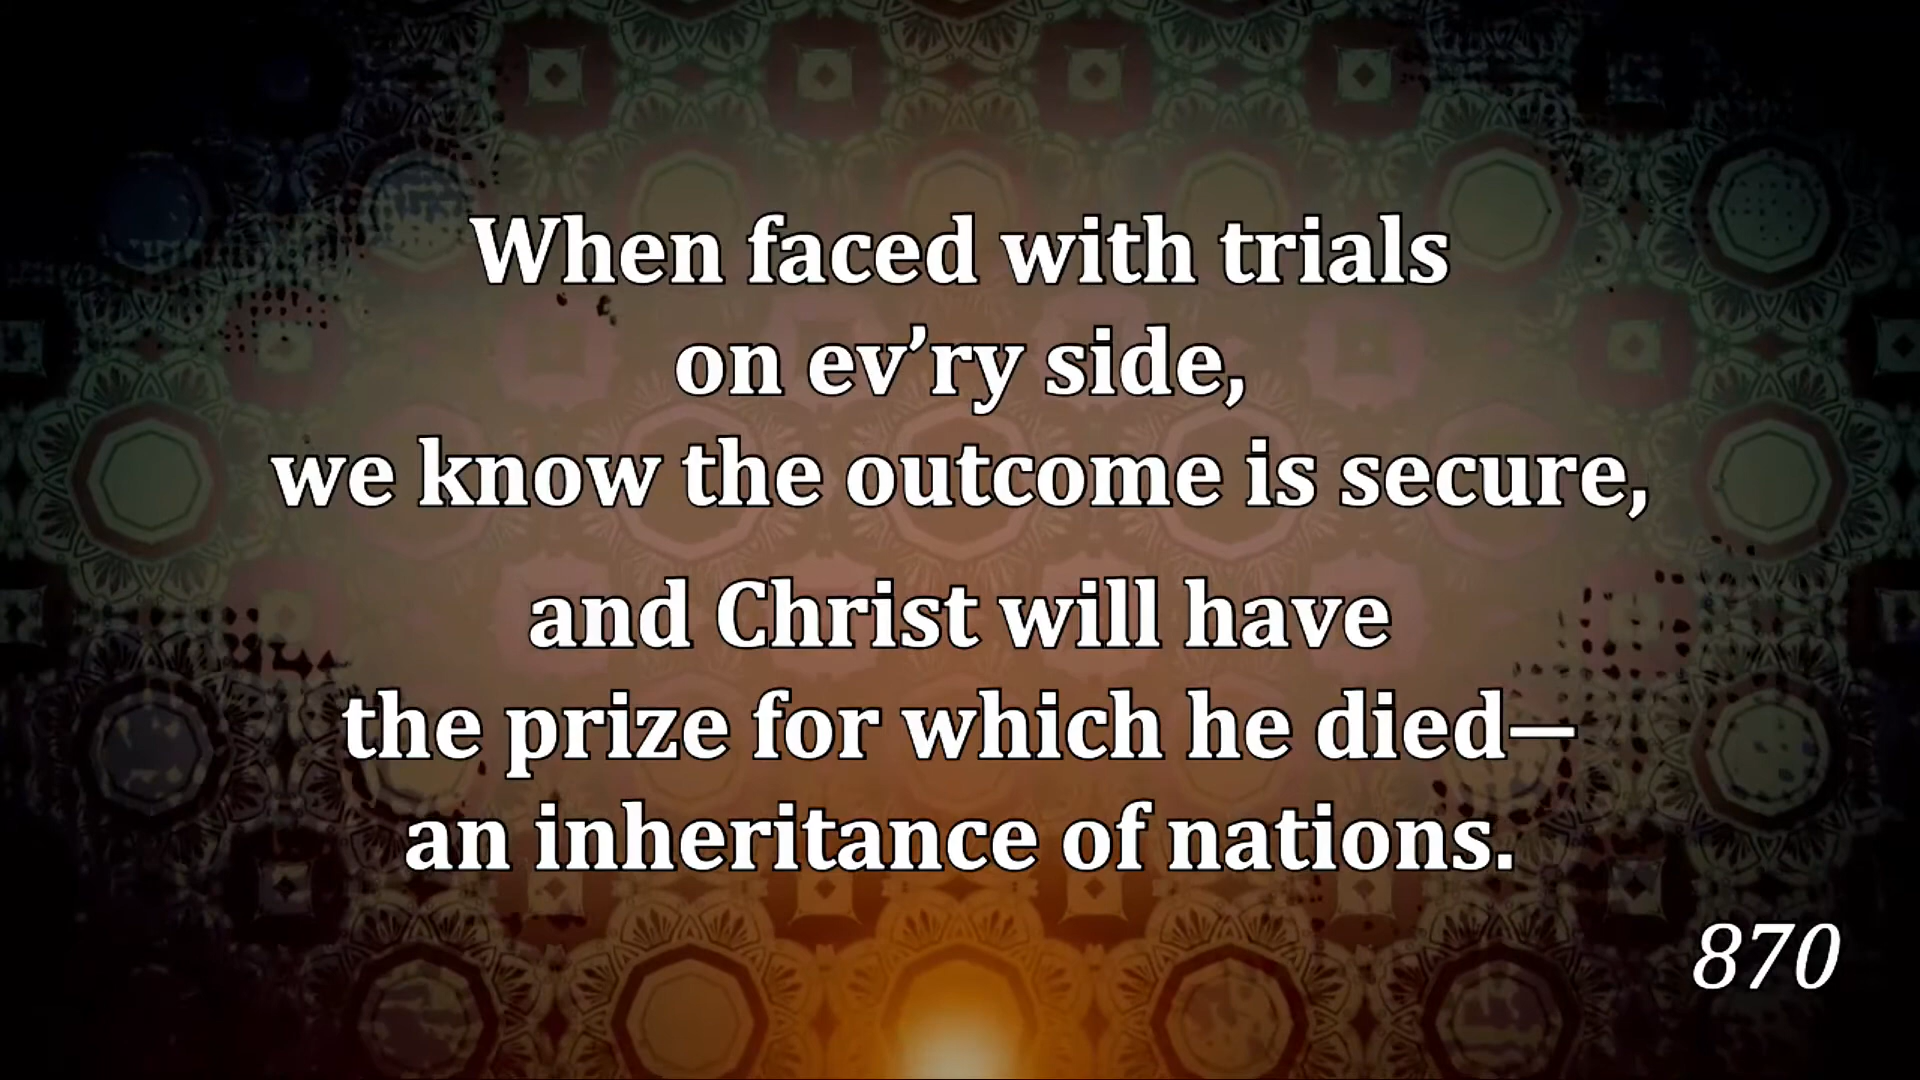 When faced with trials
on ev’ry side,
we know the outcome is secure,
and Christ will have
the prize for which he died—
an inheritance of nations.
870